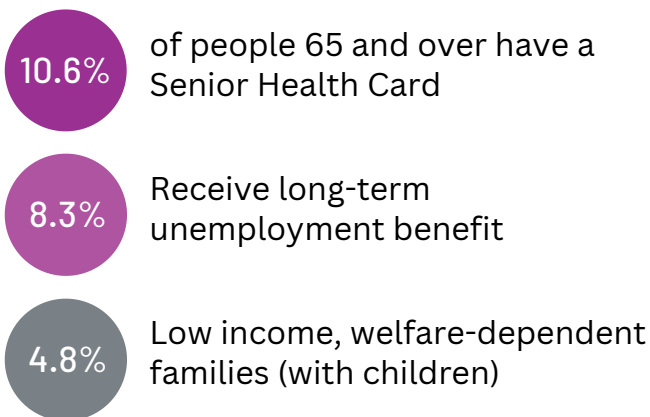 10.6%
of people 65 and over have a
Senior Health Card
8.3%
Receive long-term
unemployment benefit
4.8%
Low income, welfare-dependent
families (with children)